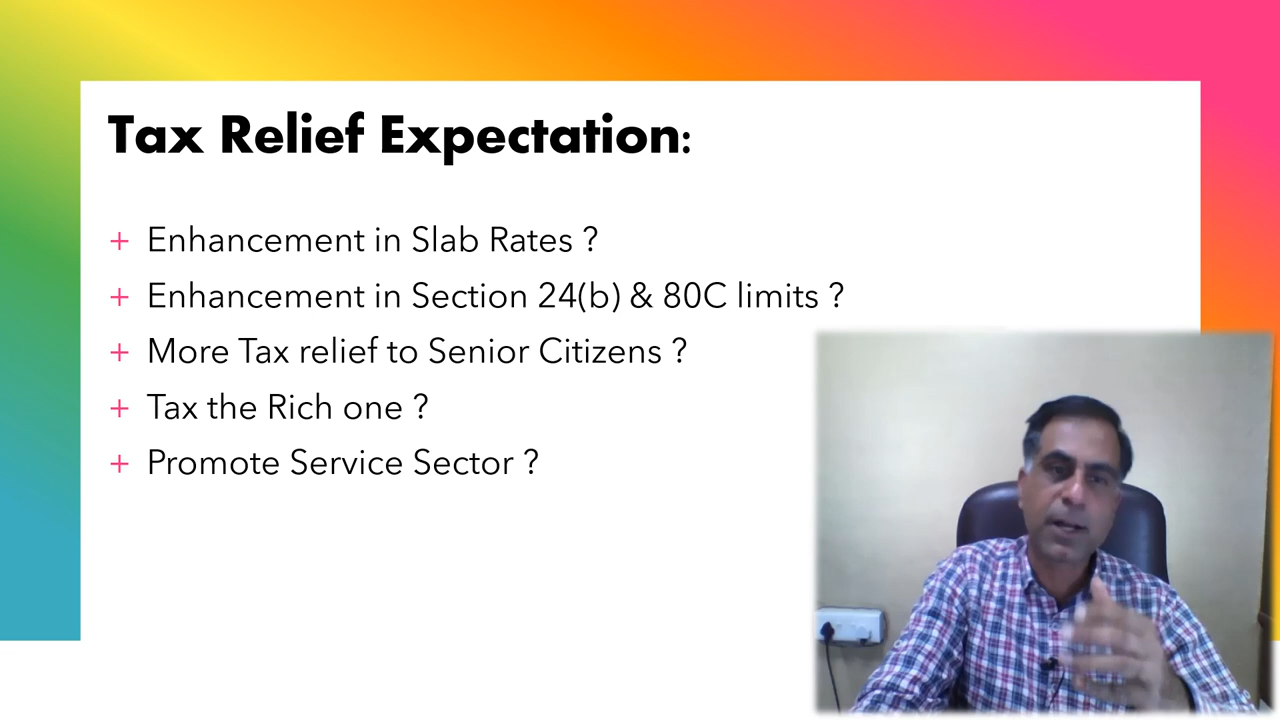 Tax Relief Expectation:
+ Enhancement in Slab Rates ?
+ Enhancement in Section 24(b) & 80C limits ?
+ More Tax relief to Senior Citizens ?
+ Tax the Rich one ?
+ Promote Service Sector ?